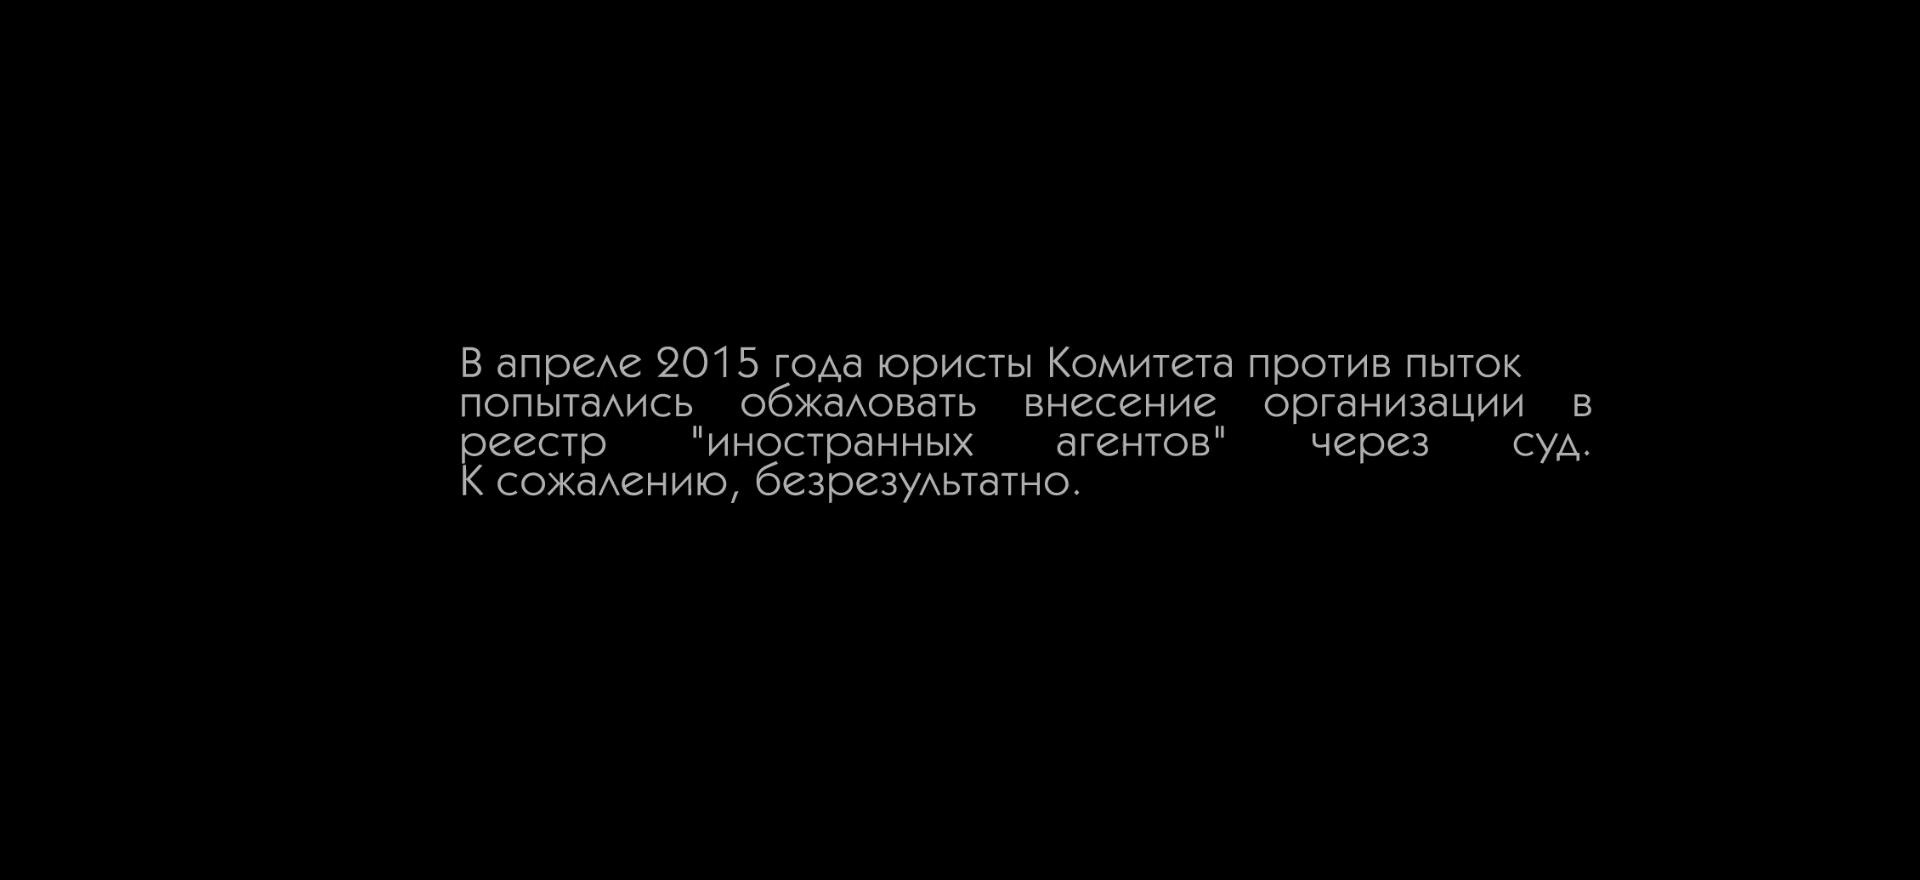 В апреле 2015 года юристы Комитета против пыток
попытались обжаловать внесение организации в
реестр "иностранных агентов" через суд.
К сожалению, безрезультатно.